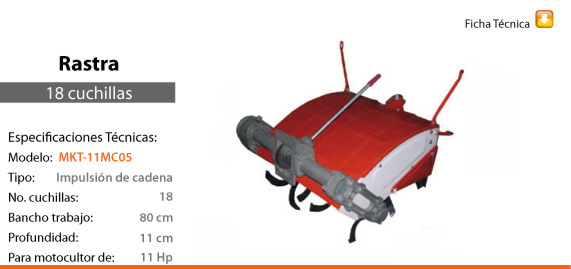 Ficha Técnica
Rastra
18 cuchillas
Especificaciones Técnicas:
Modelo: MKT-11MC05
Tipo: Impulsión de cadena
No. cuchillas: 18
Bancho trabajo: 80 cm
Profundidad: 11 cm
Para motocultor de: 11 Hp